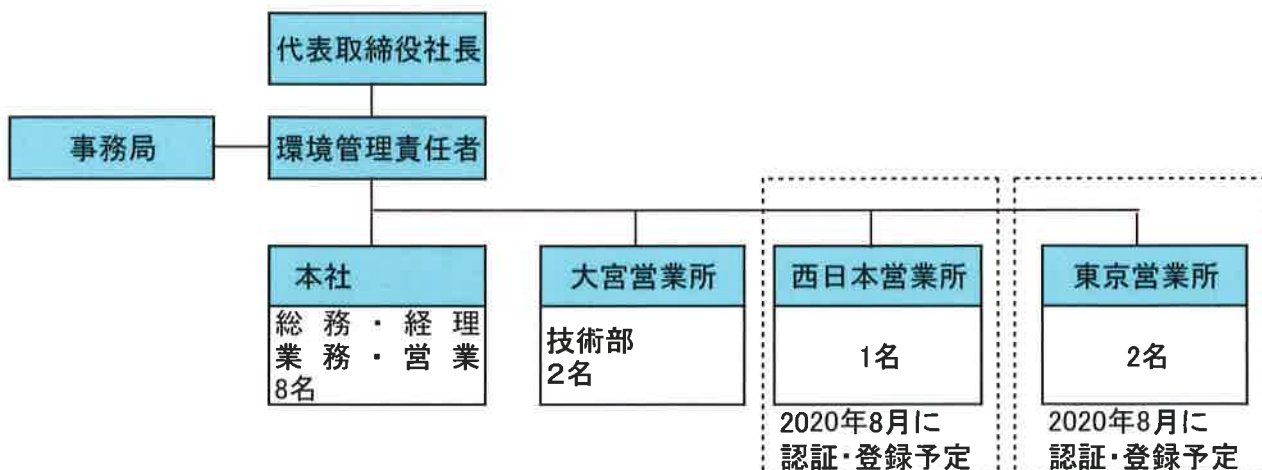 代表取締役社長
事務局
環境管理責任者
本社
総務・経理
業務・営業
8名
大宮営業所
技術部
2名
西日本営業所
1名
2020年8月に
認証・登録予定
東京営業所
2名
2020年8月に
認証・登録予定